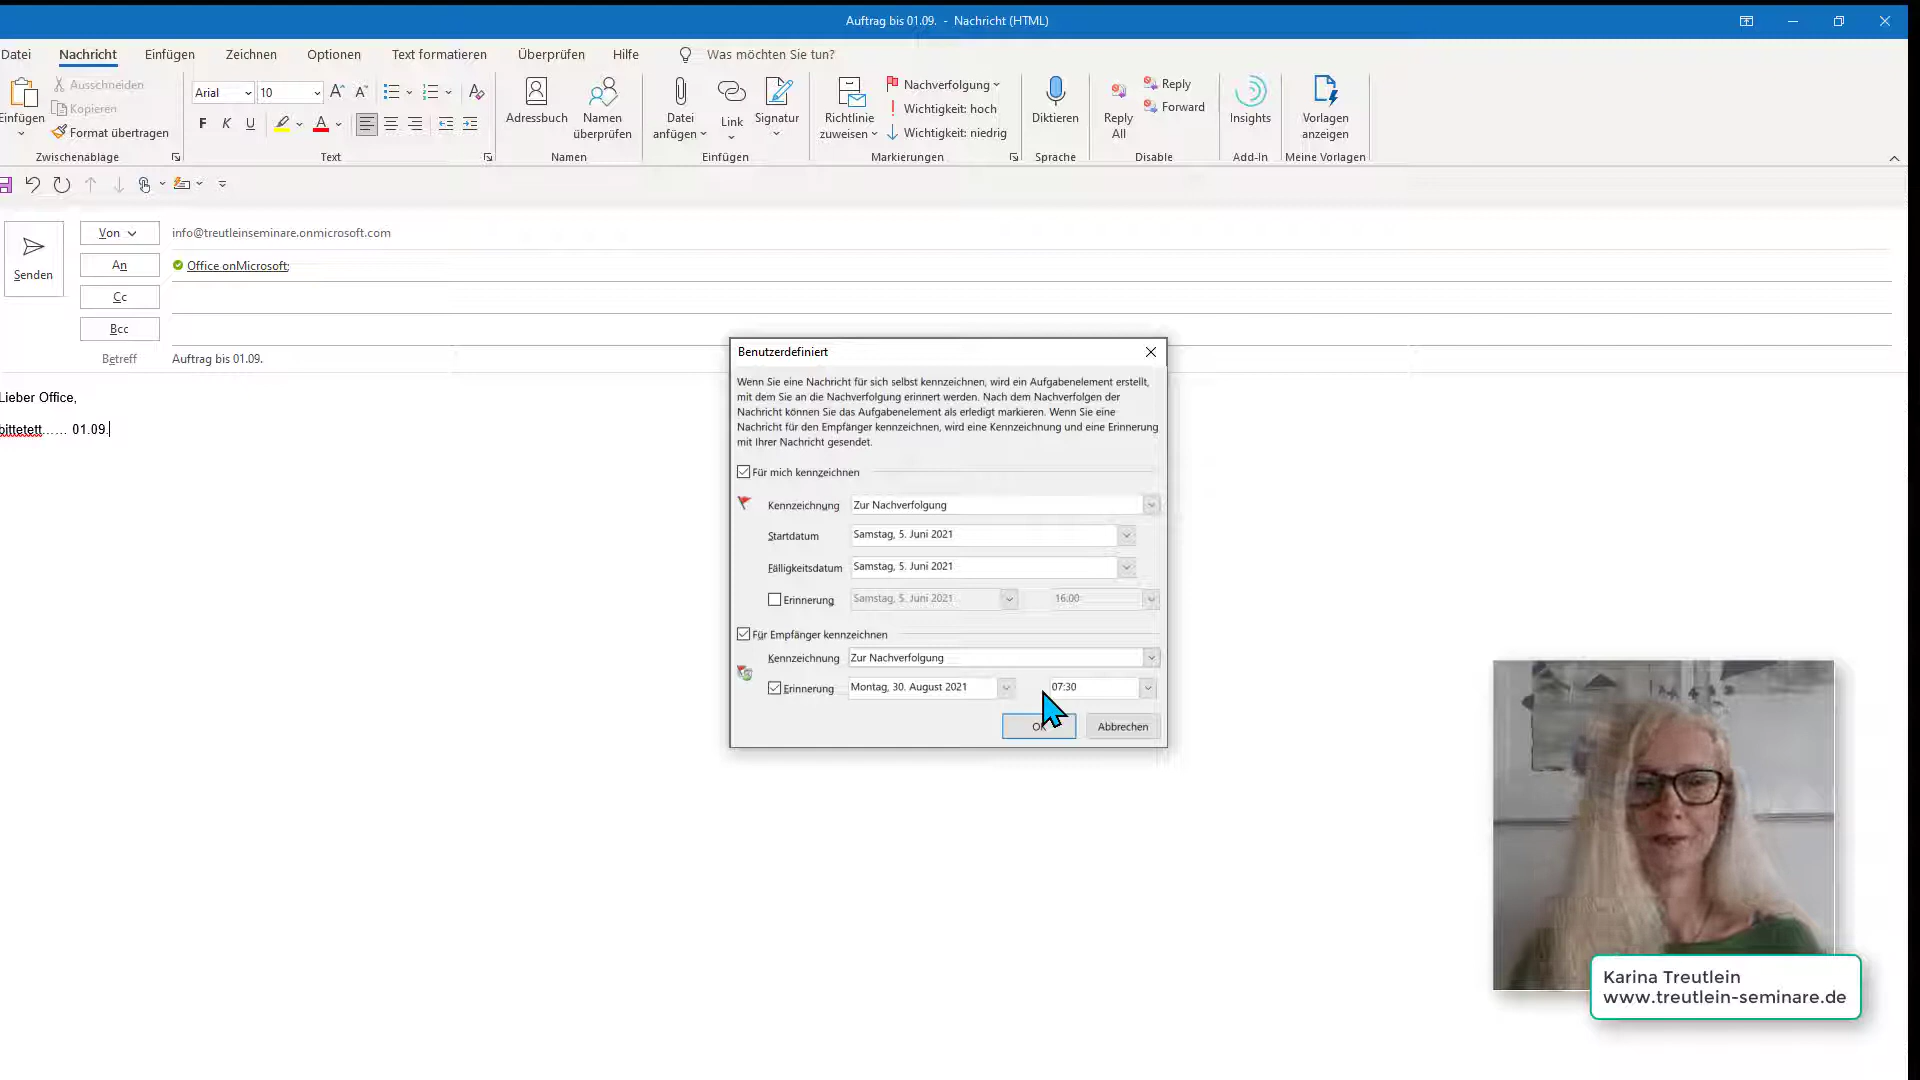 Auftrag bis 01.09. - Nachricht (HTML)
Datei Nachricht Einfügen Zeichnen Optionen Text formatieren Überprüfen Hilfe Was möchten Sie tun?
Einfügen
Ausschneiden
Kopieren
Format übertragen
Zwischenablage
Arial 10
F K U
Text
Adressbuch
Namen überprüfen
Namen
Datei anfügen
Link
Signatur
Einfügen
Richtlinie zuweisen
Nachverfolgung
Wichtigkeit: hoch
Wichtigkeit: niedrig
Markierungen
Diktieren
Sprache
Reply All
Reply
Forward
Disable
Insights
Add-In
Vorlagen anzeigen
Meine Vorlagen
Senden
Von info@treutleinseminare.onmicrosoft.com
An Office onMicrosoft;
Cc
Bcc
Betreff Auftrag bis 01.09.
Lieber Office,
bittetett…… 01.09.
Benutzerdefiniert
Wenn Sie eine Nachricht für sich selbst kennzeichnen, wird ein Aufgabenelement erstellt,
mit dem Sie an die Nachverfolgung erinnert werden. Nach dem Nachverfolgen der
Nachricht können Sie das Aufgabenelement als erledigt markieren. Wenn Sie eine
Nachricht für den Empfänger kennzeichnen, wird eine Kennzeichnung und eine Erinnerung
mit Ihrer Nachricht gesendet.
Für mich kennzeichnen
Kennzeichnung Zur Nachverfolgung
Startdatum Samstag, 5. Juni 2021
Fälligkeitsdatum Samstag, 5. Juni 2021
Erinnerung Samstag, 5. Juni 2021 16:00
Für Empfänger kennzeichnen
Kennzeichnung Zur Nachverfolgung
Erinnerung Montag, 30. August 2021 07:30
OK Abbrechen
Karina Treutlein
www.treutlein-seminare.de